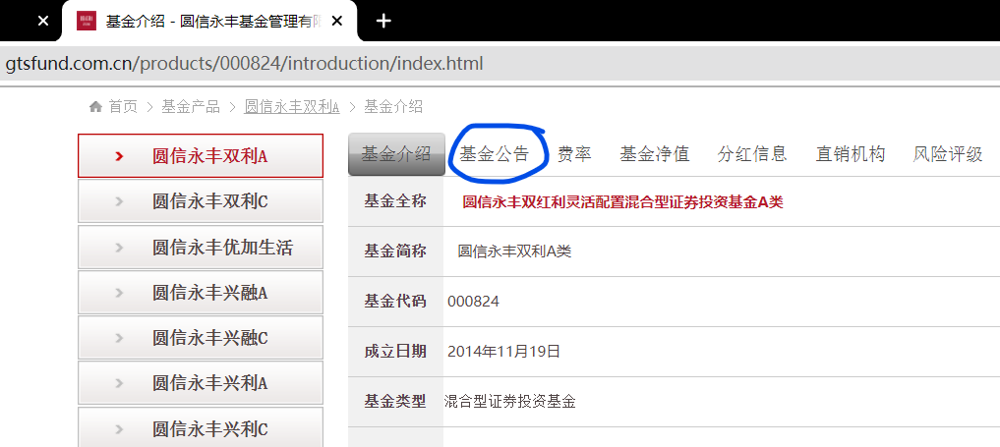 基金介绍 - 圆信永丰基金管理有
gtsfund.com.cn/products/000824/introduction/index.html
首页 基金产品 圆信永丰双利A 基金介绍
圆信永丰双利A
圆信永丰双利C
圆信永丰优加生活
圆信永丰兴融A
圆信永丰兴融C
圆信永丰兴利A
圆信永丰兴利C
基金介绍 基金公告 费率 基金净值 分红信息 直销机构 风险评级
基金全称 圆信永丰双红利灵活配置混合型证券投资基金A类
基金简称 圆信永丰双利A类
基金代码 000824
成立日期 2014年11月19日
基金类型 混合型证券投资基金